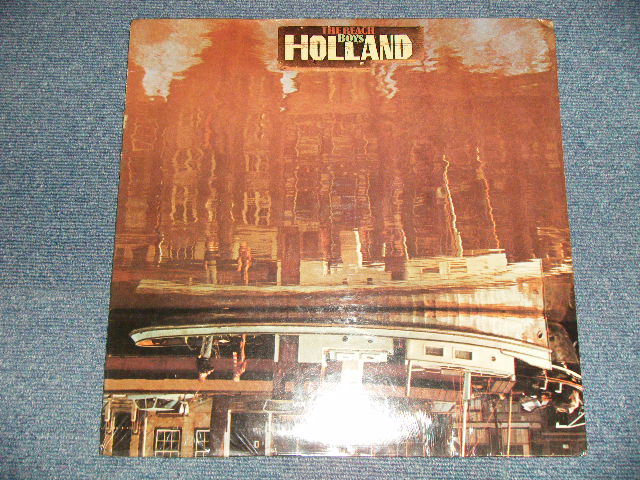 THE BEACH
BOYS
HOLLAND